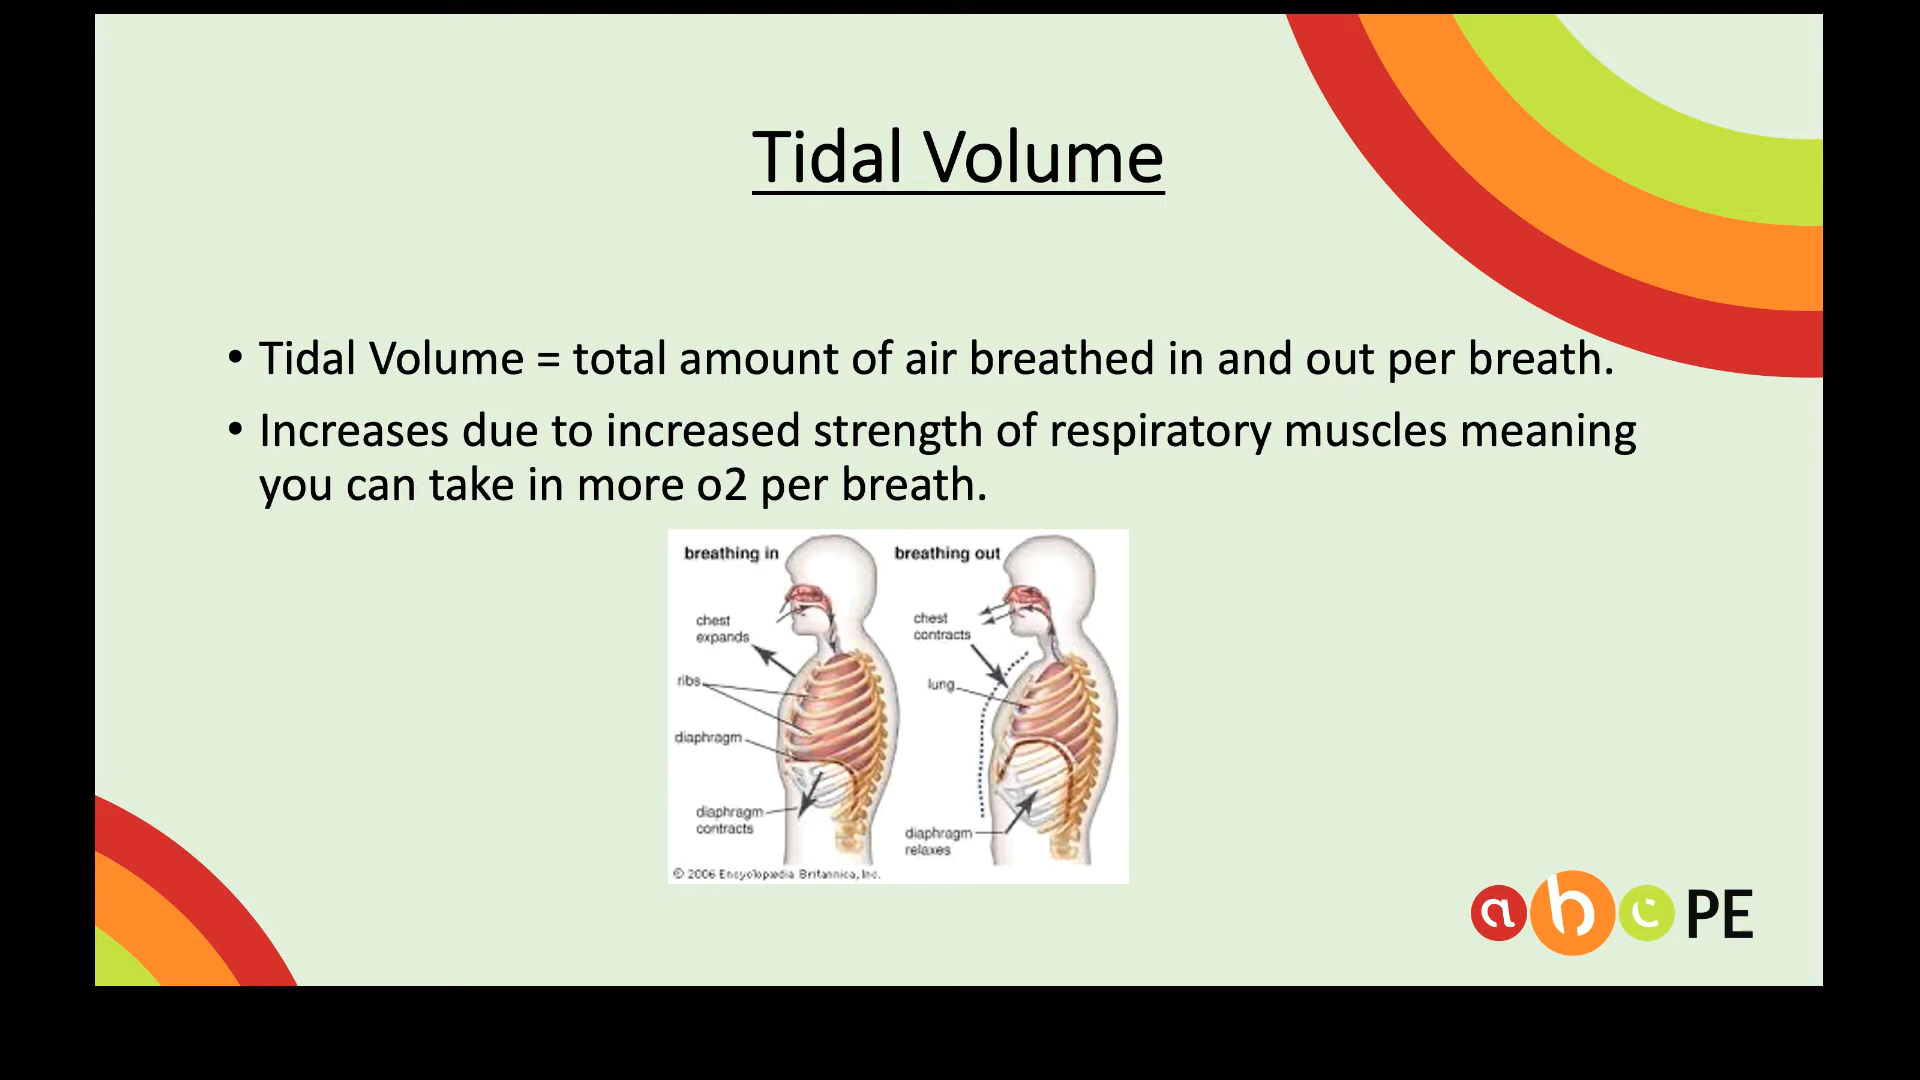 Tidal Volume
• Tidal Volume = total amount of air breathed in and out per breath.
• Increases due to increased strength of respiratory muscles meaning
you can take in more o2 per breath.
breathing in
breathing out
chest
expands
chest
contracts
ribs
lung
diaphragm
diaphragm
contracts
diaphragm
relaxes
© 2006 Encyclopædia Britannica, Inc.
abc PE